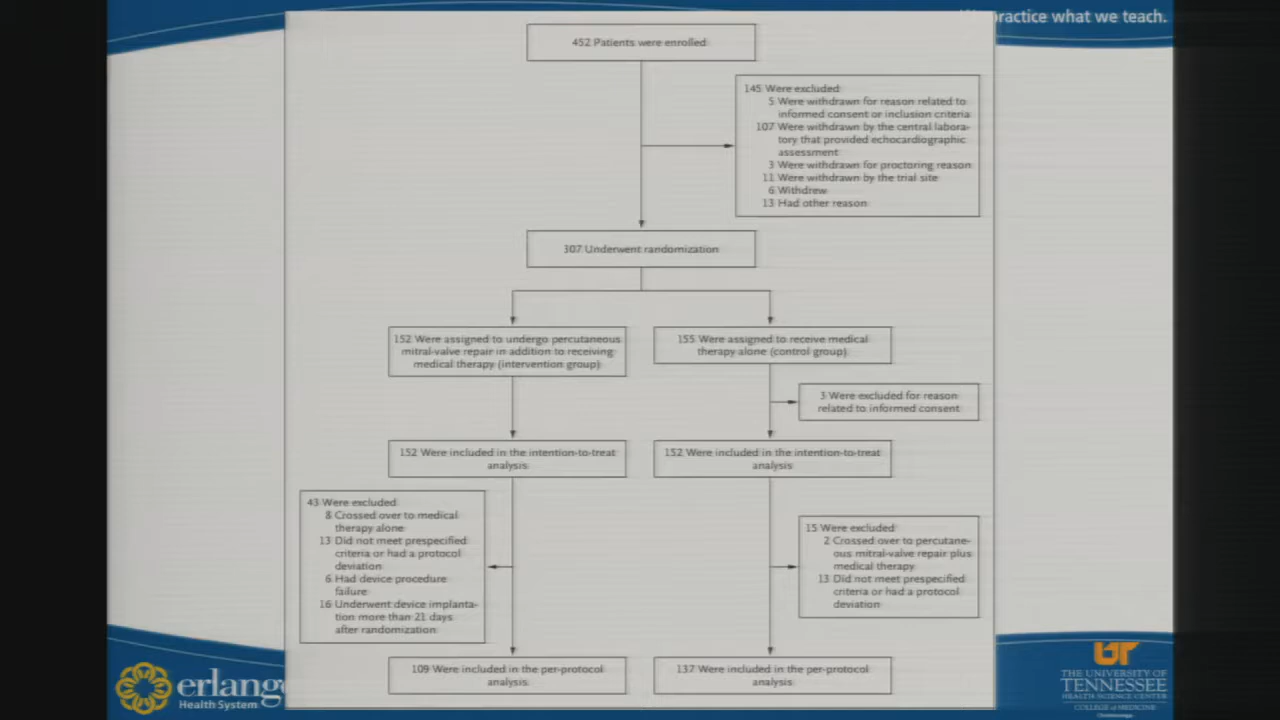 practice what we teach.
452 Patients were enrolled
145 Were excluded
5 Were withdrawn for reason related to
informed consent or inclusion criteria
107 Were withdrawn by the central labora-
tory that provided echocardiographic
assessment
3 Were withdrawn for proctoring reason
11 Were withdrawn by the trial site
6 Withdrew
13 Had other reason
307 Underwent randomization
152 Were assigned to undergo percutaneous
mitral-valve repair in addition to receiving
medical therapy (intervention group)
155 Were assigned to receive medical
therapy alone (control group)
3 Were excluded for reason
related to informed consent
152 Were included in the intention-to-treat
analysis
152 Were included in the intention-to-treat
analysis
43 Were excluded
8 Crossed over to medical
therapy alone
13 Did not meet prespecified
criteria or had a protocol
deviation
6 Had device procedure
failure
16 Underwent device implanta-
tion more than 21 days
after randomization
15 Were excluded
2 Crossed over to percutane-
ous mitral-valve repair plus
medical therapy
13 Did not meet prespecified
criteria or had a protocol
deviation
109 Were included in the per-protocol
analysis
137 Were included in the per-protocol
analysis
erlange
Health System
UT
THE UNIVERSITY OF
TENNESSEE
HEALTH SCIENCE CENTER
COLLEGE of MEDICINE
Chattanooga